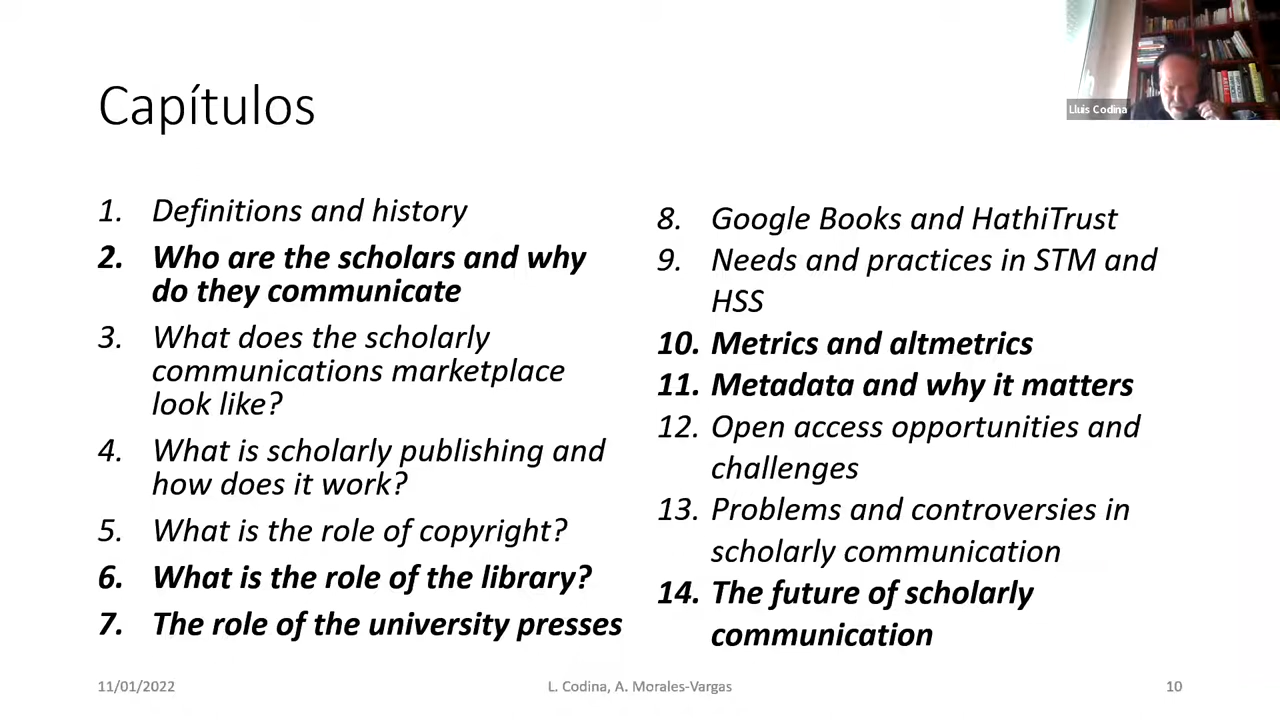 Capítulos
Lluis Codina
1. Definitions and history
2. Who are the scholars and why
do they communicate
3. What does the scholarly
communications marketplace
look like?
4. What is scholarly publishing and
how does it work?
5. What is the role of copyright?
6. What is the role of the library?
7. The role of the university presses
8. Google Books and HathiTrust
9. Needs and practices in STM and
HSS
10. Metrics and altmetrics
11. Metadata and why it matters
12. Open access opportunities and
challenges
13. Problems and controversies in
scholarly communication
14. The future of scholarly
communication
11/01/2022
L. Codina, A. Morales-Vargas
10